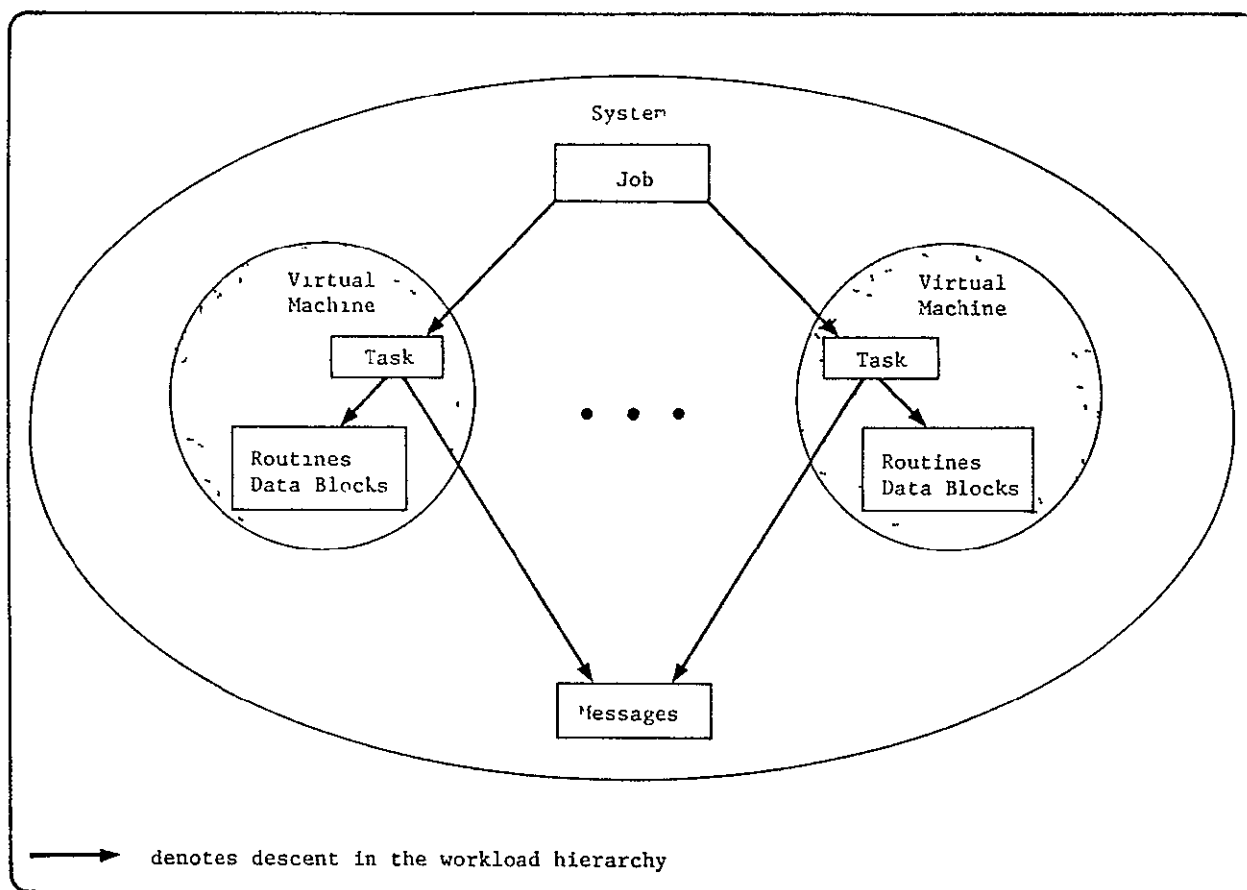 System
Job
Virtual
Machine
Virtual
Machine
Task
Task
Routines
Data Blocks
Routines
Data Blocks
Messages
denotes descent in the workload hierarchy